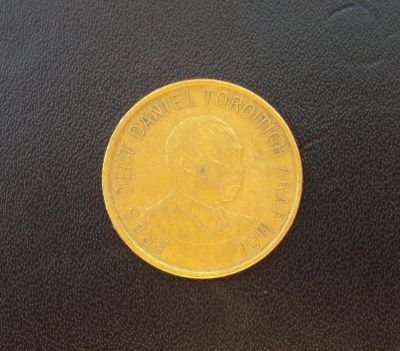 PRESIDENT DANIEL TOROITICH ARAP MOI